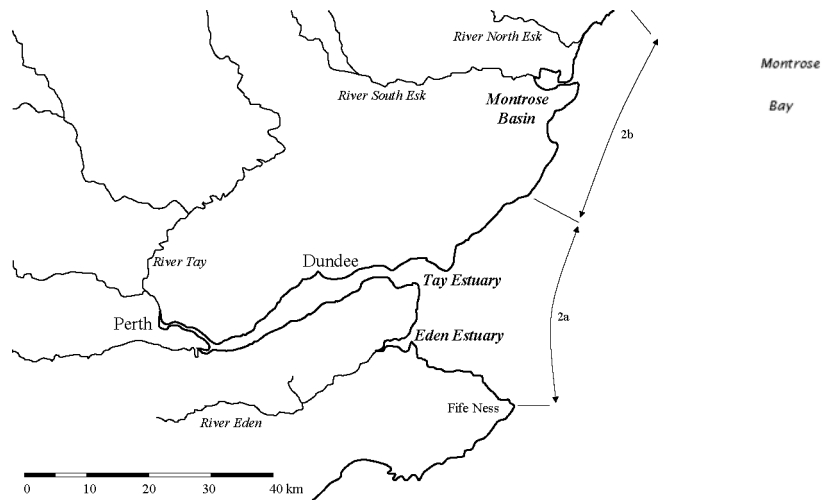 River North Esk
Montrose
River South Esk
Montrose
Basin
Bay
2b
River Tay
Dundee
Tay Estuary
Perth
2a
Eden Estuary
Fife Ness
River Eden
0 10 20 30 40 km